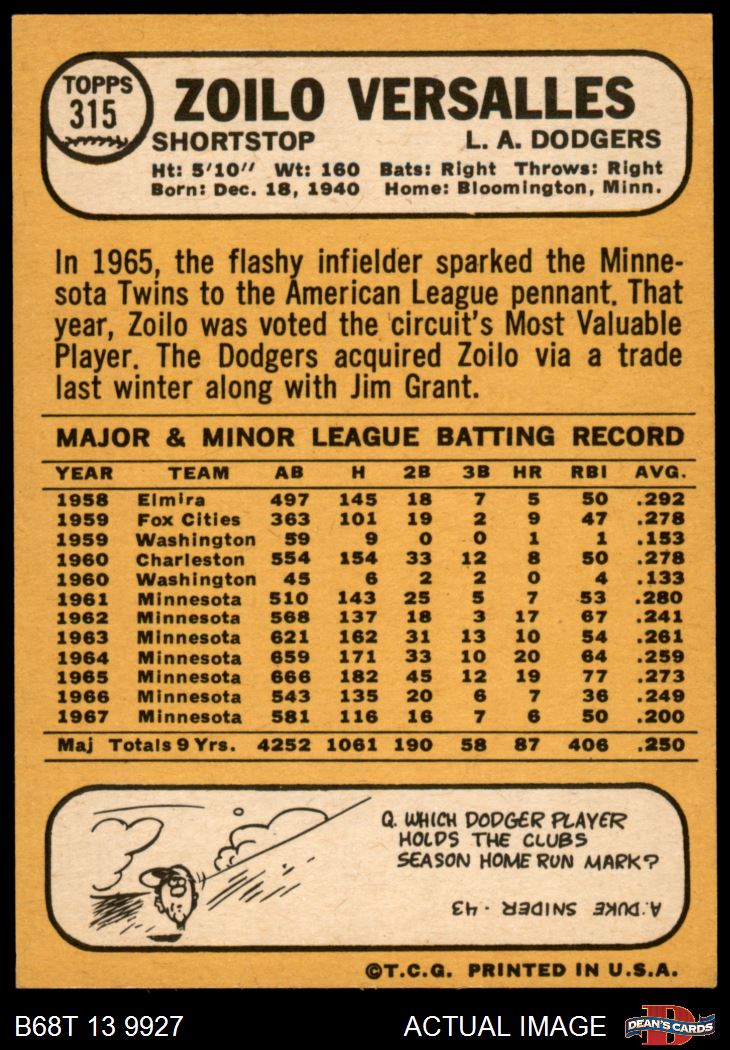 TOPPS
315
ZOILO VERSALLES
SHORTSTOP L. A. DODGERS
Ht: 5'10" Wt: 160 Bats: Right Throws: Right
Born: Dec. 18, 1940 Home: Bloomington, Minn.
In 1965, the flashy infielder sparked the Minne-
sota Twins to the American League pennant. That
year, Zoilo was voted the circuit's Most Valuable
Player. The Dodgers acquired Zoilo via a trade
last winter along with Jim Grant.
MAJOR & MINOR LEAGUE BATTING RECORD
YEAR TEAM AB H 2B 3B HR RBI AVG.
1958 Elmira 497 145 18 7 5 50 .292
1959 Fox Cities 363 101 19 2 9 47 .278
1959 Washington 59 9 0 0 1 1 .153
1960 Charleston 554 154 33 12 8 50 .278
1960 Washington 45 6 2 2 0 4 .133
1961 Minnesota 510 143 25 5 7 53 .280
1962 Minnesota 568 137 18 3 17 67 .241
1963 Minnesota 621 162 31 13 10 54 .261
1964 Minnesota 659 171 33 10 20 64 .259
1965 Minnesota 666 182 45 12 19 77 .273
1966 Minnesota 543 135 20 6 7 36 .249
1967 Minnesota 581 116 16 7 6 50 .200
Maj Totals 9 Yrs. 4252 1061 190 58 87 406 .250
Q. WHICH DODGER PLAYER
HOLDS THE CLUBS
SEASON HOME RUN MARK?
A. DUKE SNIDER - 43
©T.C.G. PRINTED IN U.S.A.
B68T 13 9927 ACTUAL IMAGE D DEAN'S CARDS